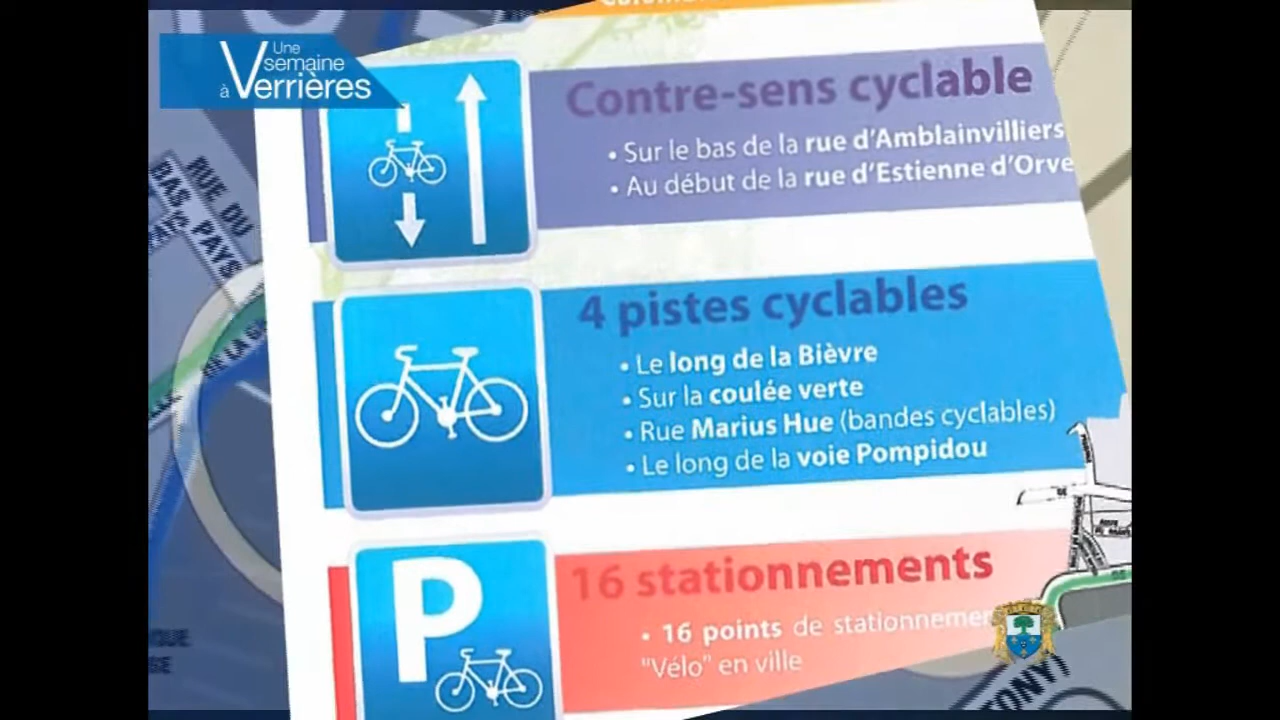 Une
semaine
à Verrières
Contre-sens cyclable
• Sur le bas de la rue d'Amblainvilliers
• Au début de la rue d'Estienne d'Orve
4 pistes cyclables
• Le long de la Bièvre
• Sur la coulée verte
• Rue Marius Hue (bandes cyclables)
• Le long de la voie Pompidou
P
16 stationnements
• 16 points de stationnemen
"Vélo" en ville
RUE DU
BAS PAYS